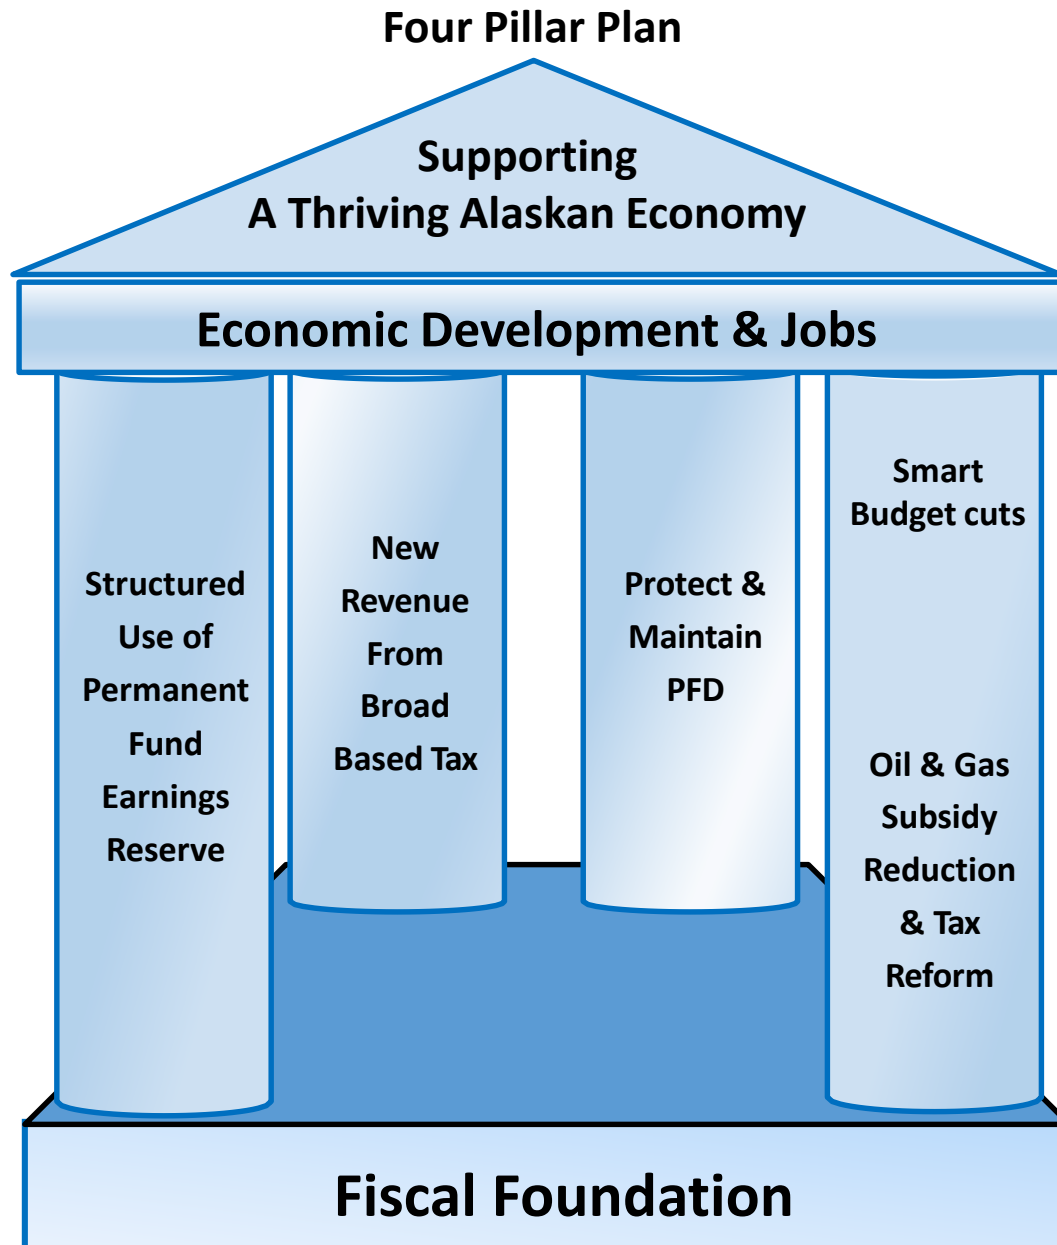 Four Pillar Plan
Supporting
A Thriving Alaskan Economy
Economic Development & Jobs
Structured
Use of
Permanent
Fund
Earnings
Reserve
New
Revenue
From
Broad
Based Tax
Protect &
Maintain
PFD
Smart
Budget cuts
Oil & Gas
Subsidy
Reduction
& Tax
Reform
Fiscal Foundation